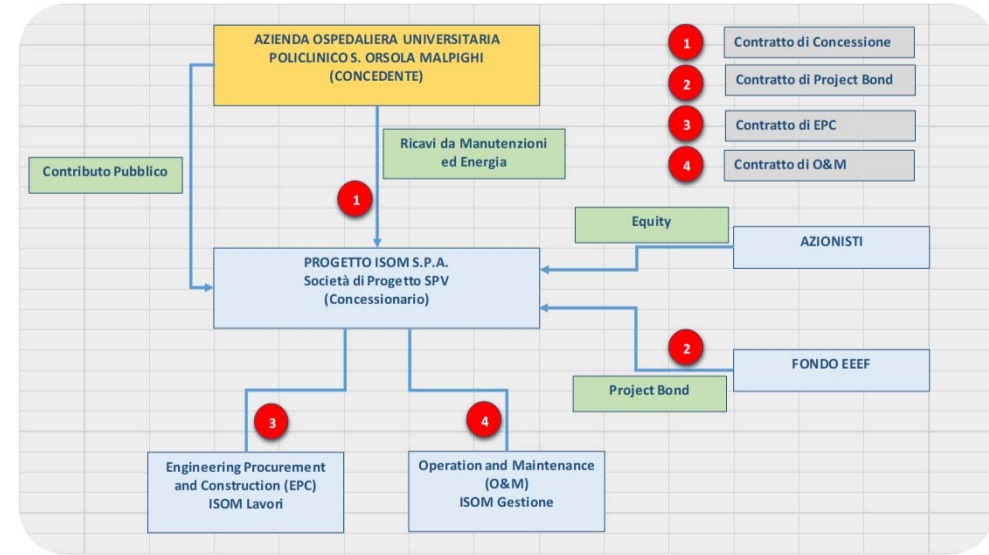 AZIENDA OSPEDALIERA UNIVERSITARIA
POLICLINICO S. ORSOLA MALPIGHI
(CONCEDENTE)
1
Contratto di Concessione
2
Contratto di Project Bond
3
Contratto di EPC
4
Contratto di O&M
Contributo Pubblico
Ricavi da Manutenzioni
ed Energia
1
Equity
AZIONISTI
PROGETTO ISOM S.P.A.
Società di Progetto SPV
(Concessionario)
2
FONDO EEEF
Project Bond
3
4
Engineering Procurement
and Construction (EPC)
ISOM Lavori
Operation and Maintenance
(O&M)
ISOM Gestione